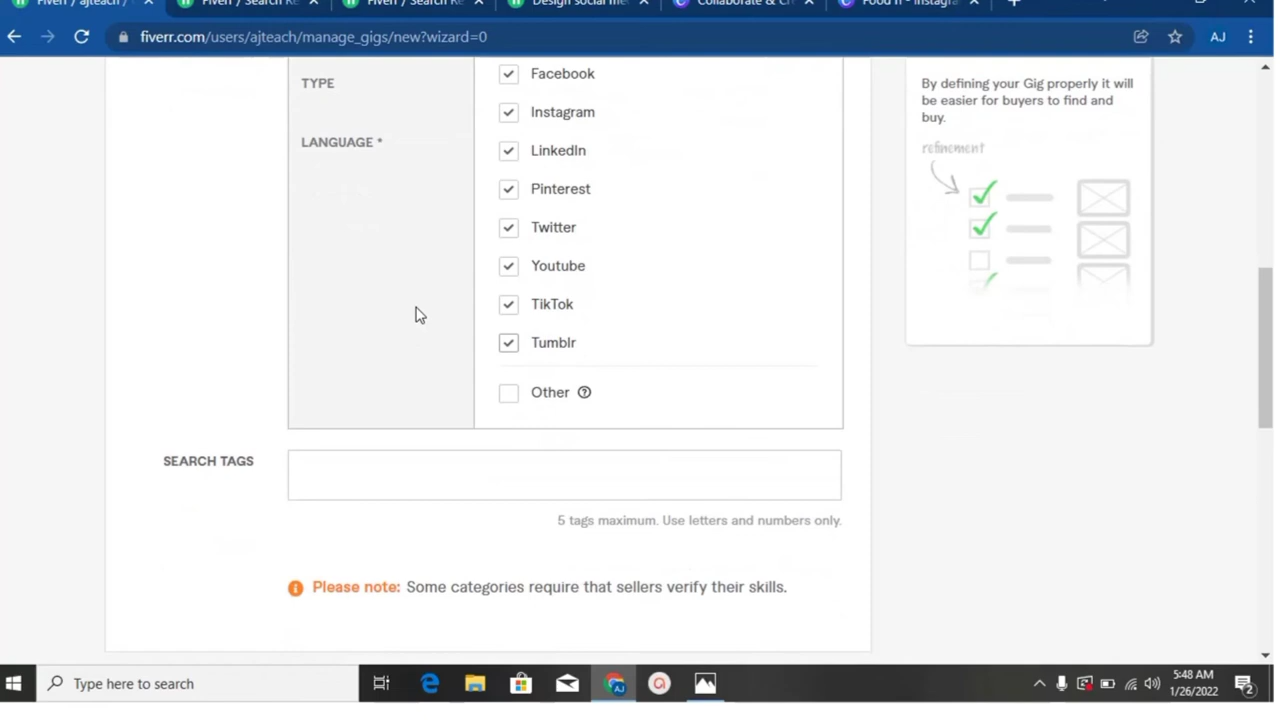 Fiverr / ajteach /
Fiverr / Search Re
Fiverr / Search Re
Design social me
Collaborate & Cr
Food n - Instagra
fiverr.com/users/ajteach/manage_gigs/new?wizard=0
AJ
TYPE
LANGUAGE *
Facebook
Instagram
LinkedIn
Pinterest
Twitter
Youtube
TikTok
Tumblr
Other
By defining your Gig properly it will
be easier for buyers to find and
buy.
refinement
SEARCH TAGS
5 tags maximum. Use letters and numbers only.
Please note: Some categories require that sellers verify their skills.
Type here to search
AJ
5:48 AM
1/26/2022
2